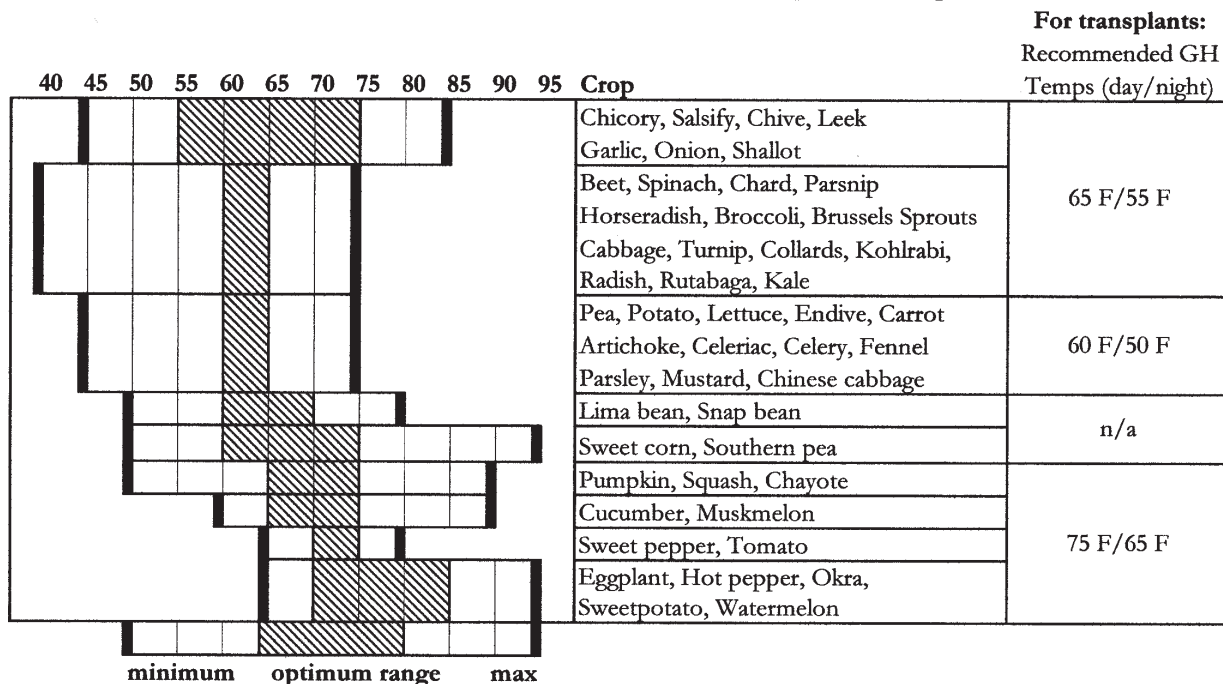 For transplants:
Recommended GH
Temps (day/night)
40 45 50 55 60 65 70 75 85 90 95 Crop
Chicory, Salsify, Chive, Leek
Garlic, Onion, Shallot
65 F/55 F
Beet, Spinach, Chard, Parsnip
Horseradish, Broccoli, Brussels Sprouts
Cabbage, Turnip, Collards, Kohlrabi,
Radish, Rutabaga, Kale
Pea, Potato, Lettuce, Endive, Carrot
Artichoke, Celeriac, Celery, Fennel
Parsley, Mustard, Chinese cabbage
60 F/50 F
Lima bean, Snap bean
Sweet corn, Southern pea
n/a
Pumpkin, Squash, Chayote
Cucumber, Muskmelon
Sweet pepper, Tomato
Eggplant, Hot pepper, Okra,
Sweetpotato, Watermelon
75 F/65 F
minimum optimum range max